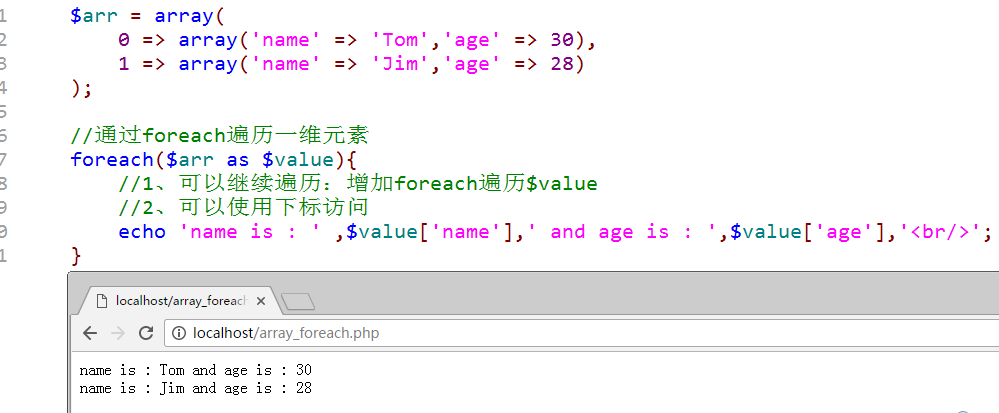 1 $arr = array(
2     0 => array('name' => 'Tom','age' => 30),
3     1 => array('name' => 'Jim','age' => 28)
4 );
5
6 //通过foreach遍历一维元素
7 foreach($arr as $value){
8     //1、可以继续遍历：增加foreach遍历$value
9     //2、可以使用下标访问
0     echo 'name is : ' ,$value['name'],' and age is : ',$value['age'],'<br/>';
1 }
localhost/array_foreach
localhost/array_foreach.php
name is : Tom and age is : 30
name is : Jim and age is : 28